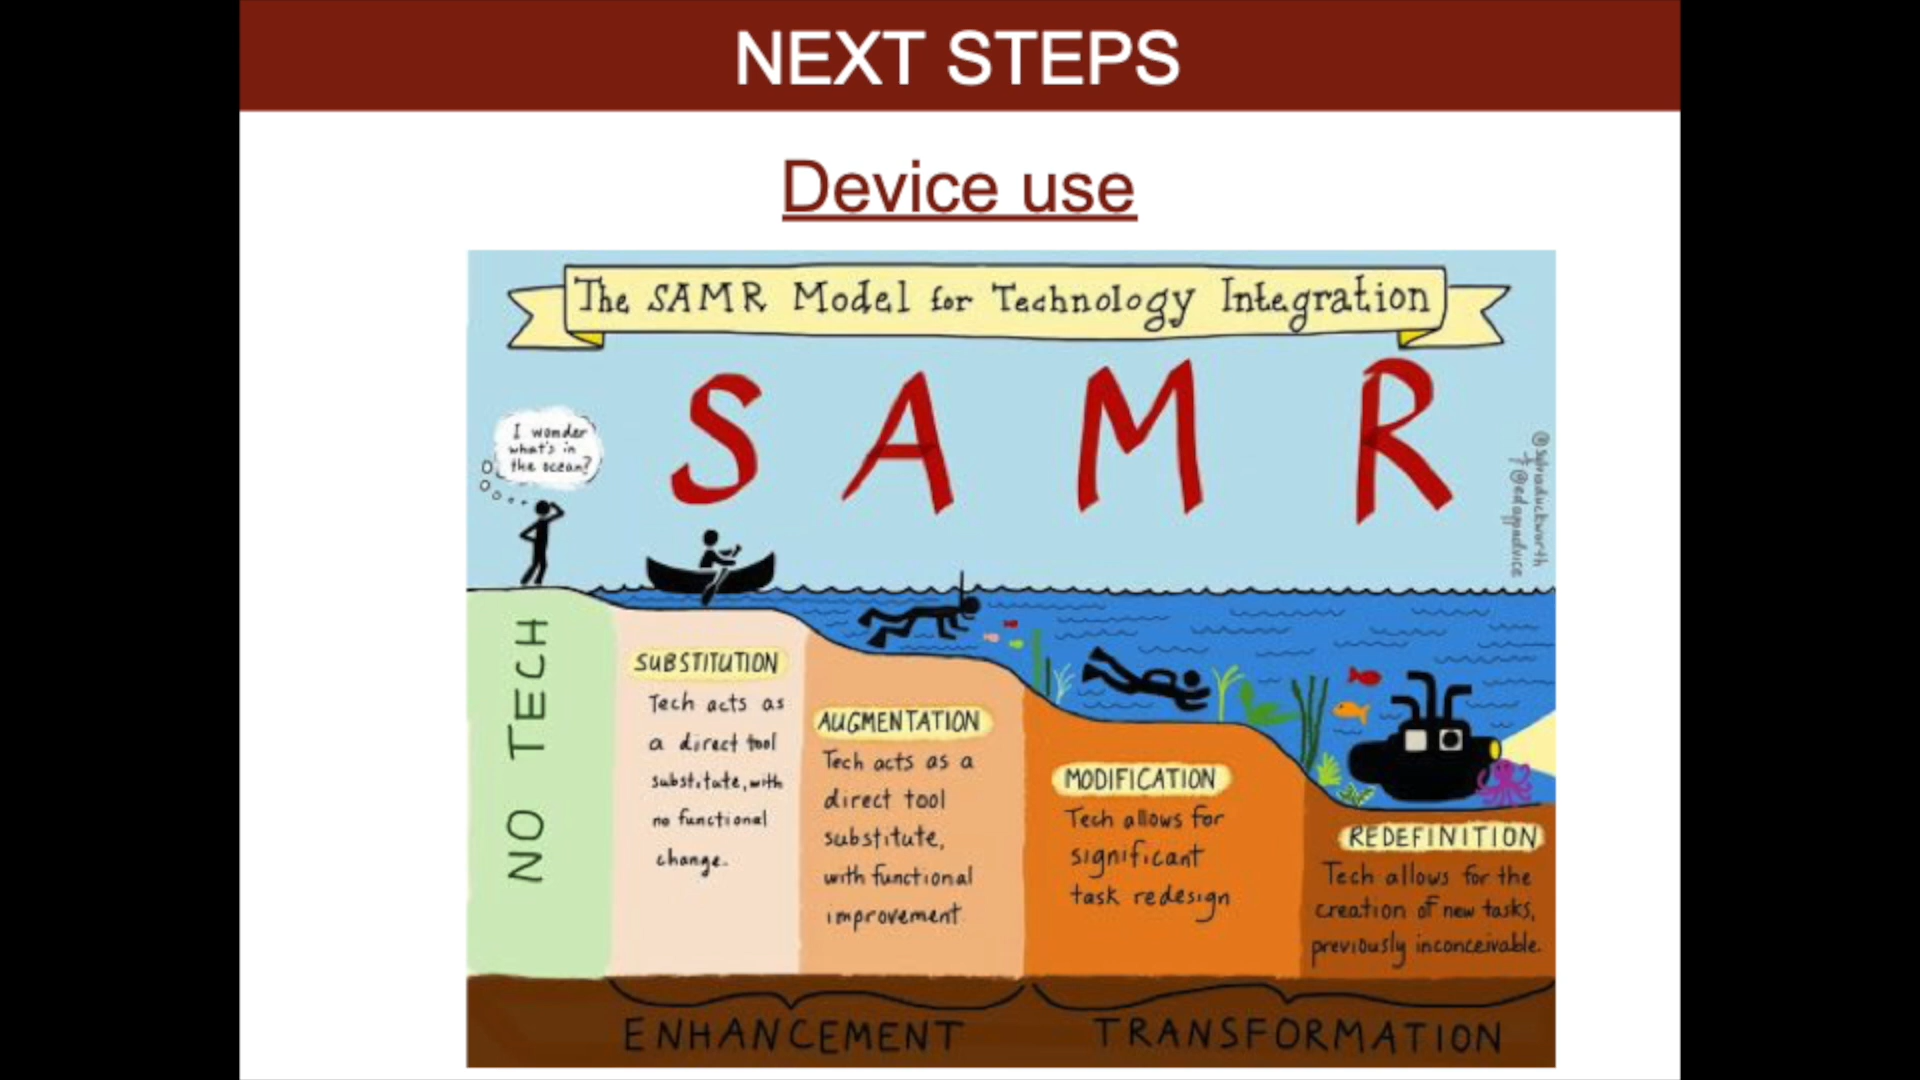 NEXT STEPS
Device use
The SAMR Model for Technology Integration
S A M R
I wonder
what's in
the ocean?
@sylviaduckworth
+ @edappadvice
NO TECH
SUBSTITUTION
Tech acts as
a direct tool
substitute, with
no functional
change.
AUGMENTATION
Tech acts as a
direct tool
substitute,
with functional
improvement
MODIFICATION
Tech allows for
significant
task redesign
REDEFINITION
Tech allows for the
creation of new tasks,
previously inconceivable.
ENHANCEMENT
TRANSFORMATION